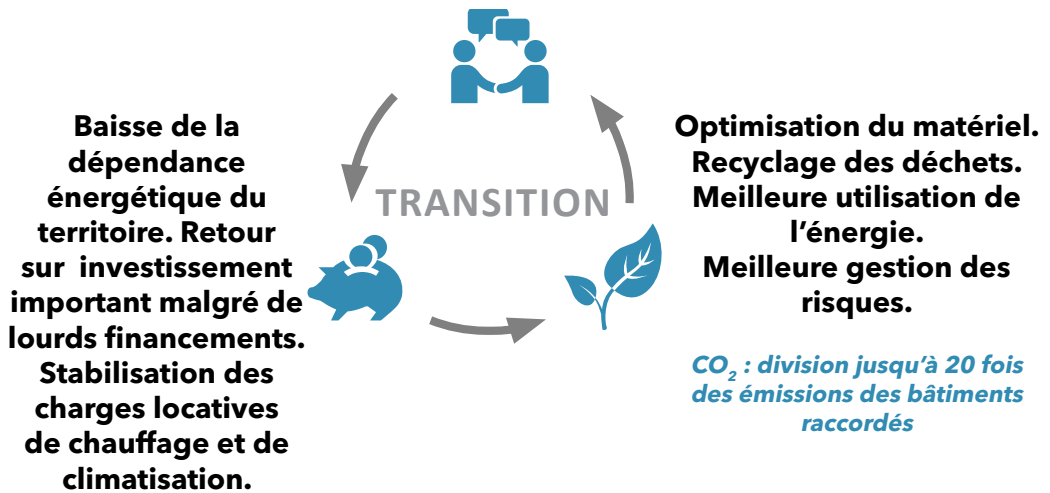 Baisse de la
dépendance
énergétique du
territoire. Retour
sur  investissement
important malgré de
lourds financements.
Stabilisation des
charges locatives
de chauffage et de
climatisation.
TRANSITION
Optimisation du matériel.
Recyclage des déchets.
Meilleure utilisation de
l’énergie.
Meilleure gestion des
risques.
CO₂ : division jusqu’à 20 fois
des émissions des bâtiments
raccordés